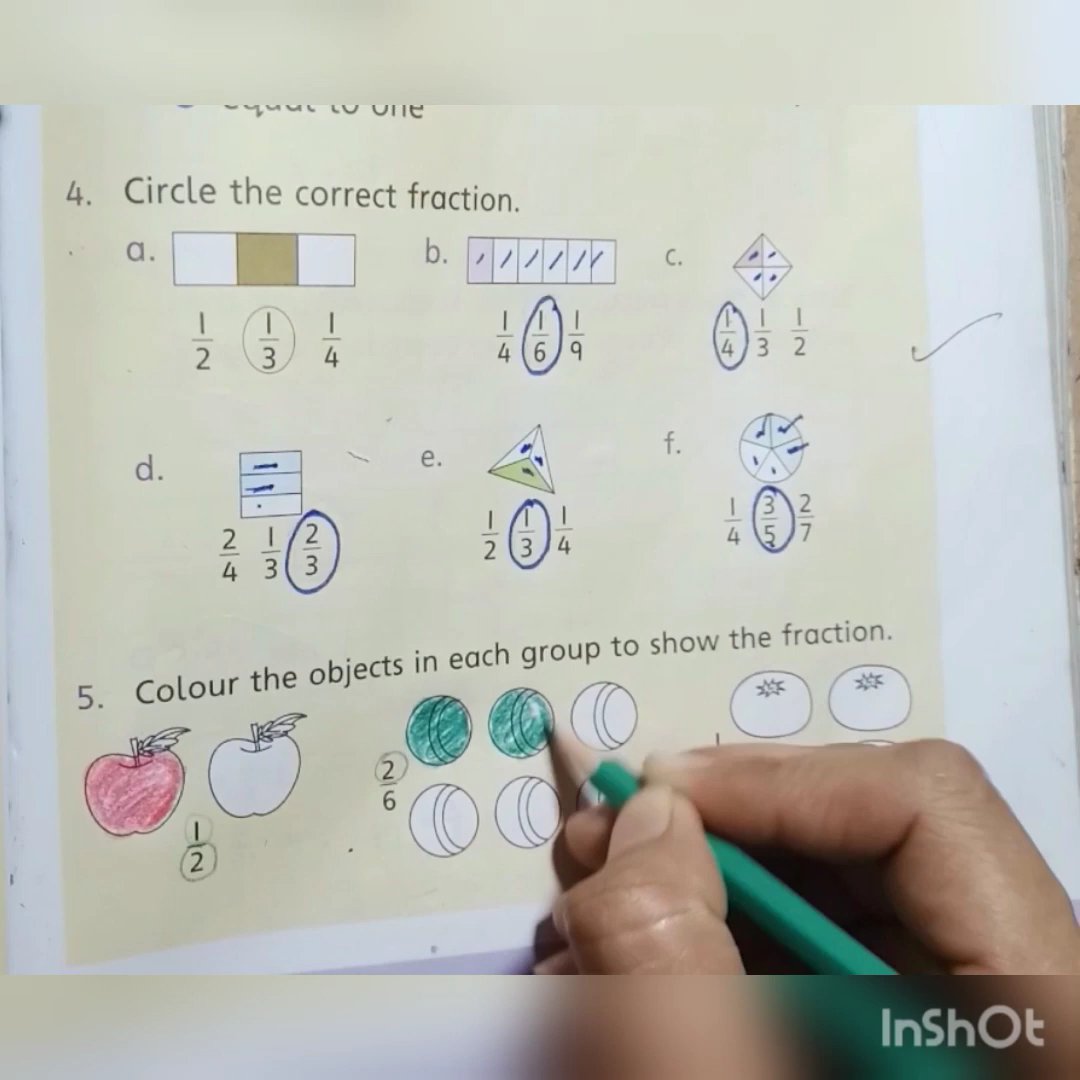 equal to one
4. Circle the correct fraction.
a. b. c.
1/2 1/3 1/4
1/4 1/6 1/9
1/4 1/3 1/2
d. e. f.
2/4 1/3 2/3
1/2 1/3 1/4
1/4 3/5 2/7
5. Colour the objects in each group to show the fraction.
1/2
2/6
InShOt